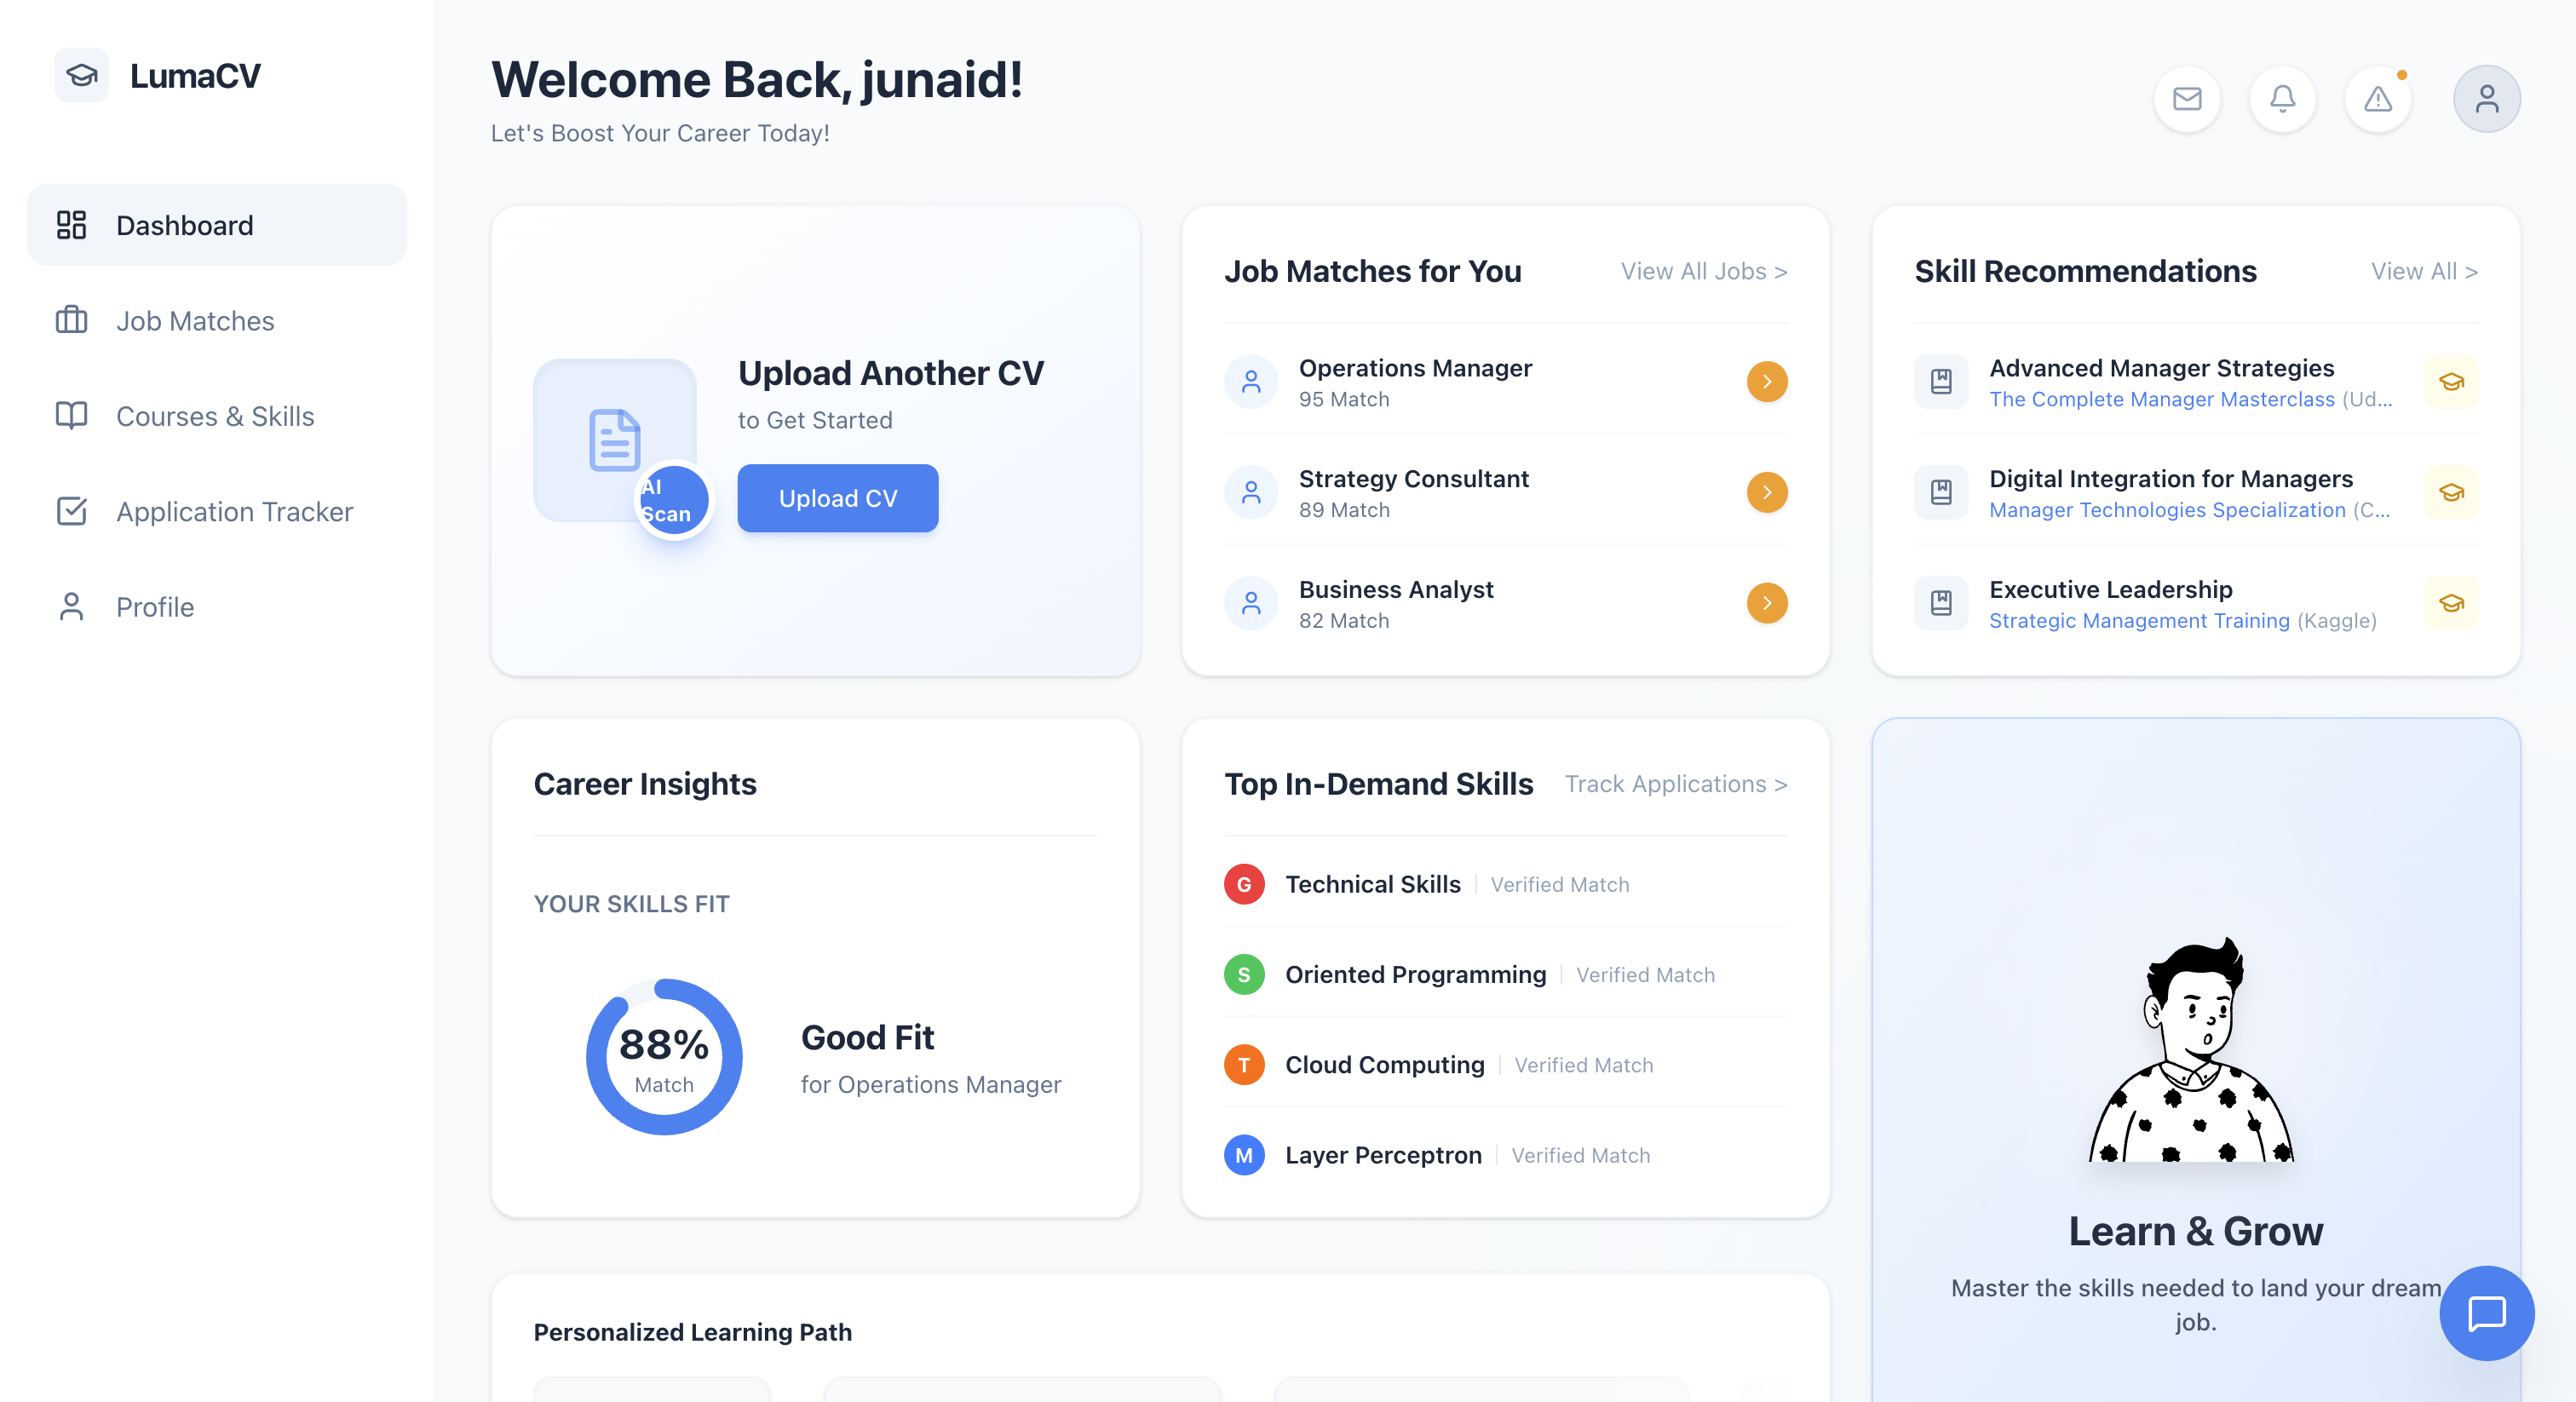 LumaCV
Dashboard
Job Matches
Courses & Skills
Application Tracker
Profile
Welcome Back, junaid!
Let's Boost Your Career Today!
AI
Scan
Upload Another CV
to Get Started
Upload CV
Job Matches for You
View All Jobs >
Operations Manager
95 Match
Strategy Consultant
89 Match
Business Analyst
82 Match
Skill Recommendations
View All >
Advanced Manager Strategies
The Complete Manager Masterclass (Ud...
Digital Integration for Managers
Manager Technologies Specialization (C...
Executive Leadership
Strategic Management Training (Kaggle)
Career Insights
YOUR SKILLS FIT
88%
Match
Good Fit
for Operations Manager
Top In-Demand Skills
Track Applications >
G Technical Skills Verified Match
S Oriented Programming Verified Match
T Cloud Computing Verified Match
M Layer Perceptron Verified Match
Learn & Grow
Master the skills needed to land your dream
job.
Personalized Learning Path